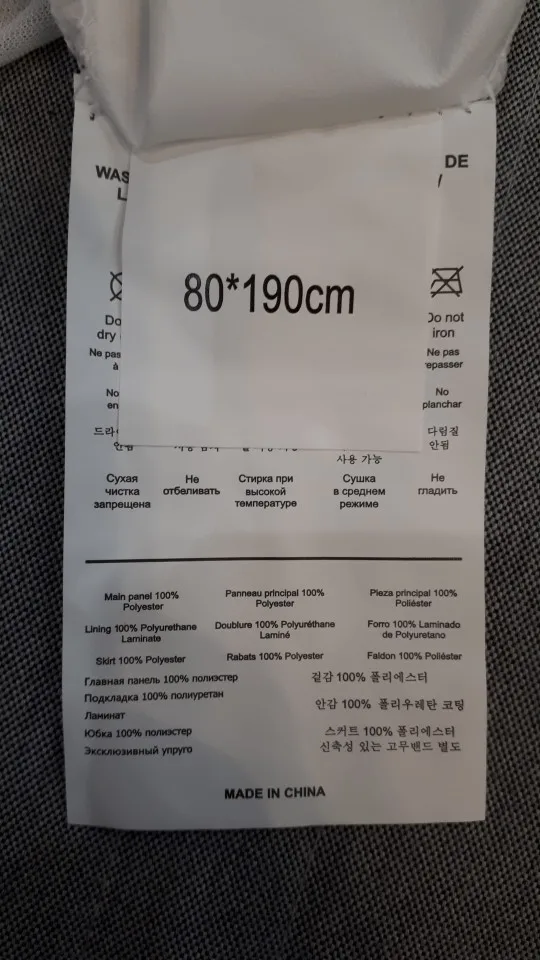 WAS
DE
L
80*190cm
Do
dry
Do not
iron
Ne pas
à
Ne pas
repasser
No
en
No
planchar
드라
안됨
다림질
안됨
사용 가능
Сухая
чистка
запрещена
Не
отбеливать
Стирка при
высокой
температуре
Сушка
в среднем
режиме
Не
гладить
Main panel 100%
Polyester
Panneau principal 100%
Polyester
Pieza principal 100%
Poliéster
Lining 100% Polyurethane
Laminate
Doublure 100% Polyuréthane
Laminé
Forro 100% Laminado
de Polyuretano
Skirt 100% Polyester
Rabats 100% Polyester
Faldon 100% Poliéster
Главная панель 100% полиэстер
Подкладка 100% полиуретан
Ламинат
Юбка 100% полиэстер
Эксклюзивный упруго
겉감 100% 폴리에스터
안감 100% 폴리우레탄 코팅
스커트 100% 폴리에스터
신축성 있는 고무밴드 별도
MADE IN CHINA